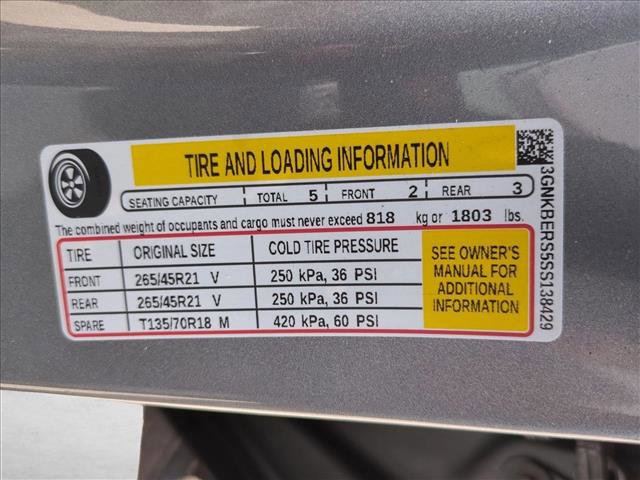 TIRE AND LOADING INFORMATION
SEATING CAPACITY TOTAL 5 FRONT 2 REAR 3
The combined weight of occupants and cargo must never exceed 818 kg or 1803 lbs.
TIRE ORIGINAL SIZE COLD TIRE PRESSURE
FRONT 265/45R21 V 250 kPa, 36 PSI
REAR 265/45R21 V 250 kPa, 36 PSI
SPARE T135/70R18 M 420 kPa, 60 PSI
SEE OWNER'S
MANUAL FOR
ADDITIONAL
INFORMATION
3GNKBERS5SS138429